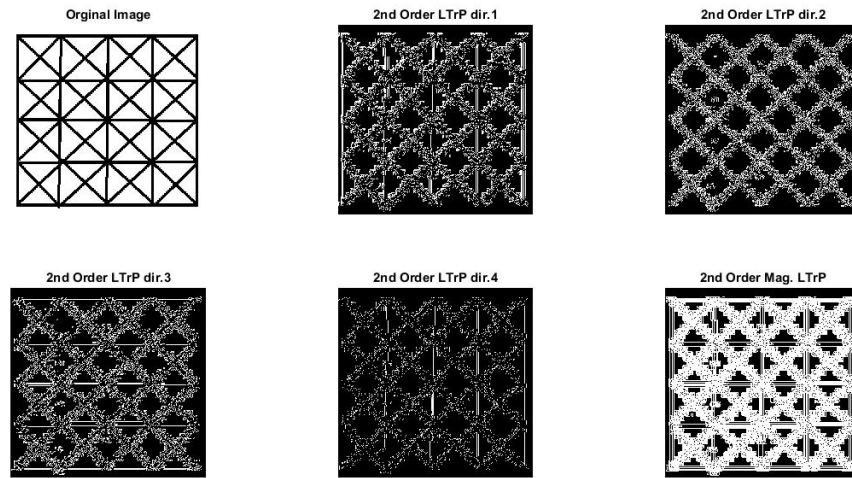 Orginal Image
2nd Order LTrP dir.1
2nd Order LTrP dir.2
2nd Order LTrP dir.3
2nd Order LTrP dir.4
2nd Order Mag. LTrP